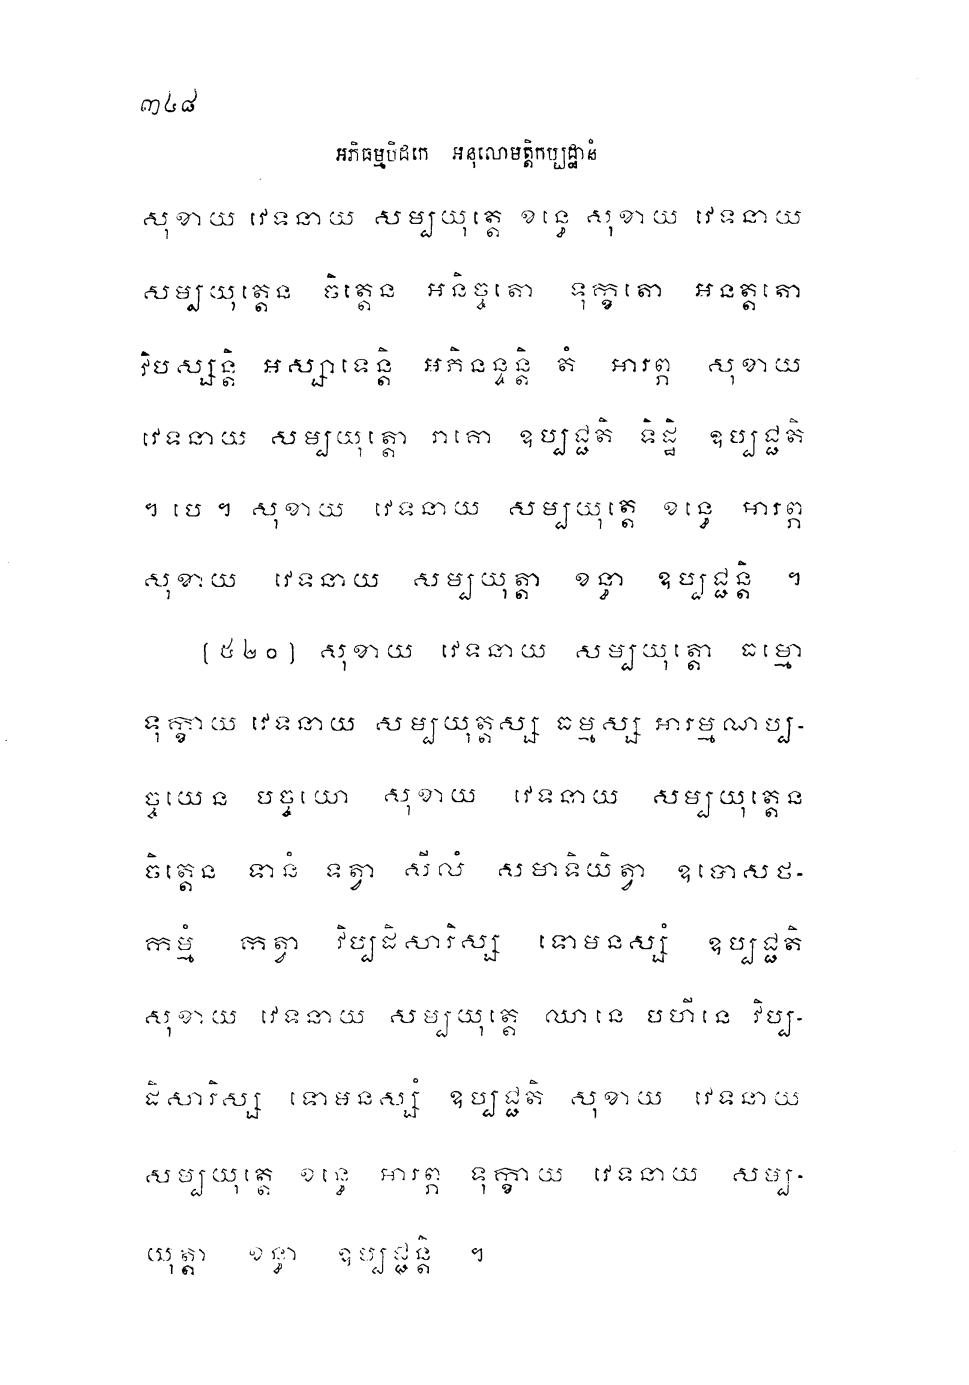 ៣៤៨
អភិធម្មបិដកេ អនុលោមត្តិកប្បដ្ឋានំ
សុខាយ វេទនាយ សម្បយុត្តេ ខន្ធេ សុខាយ វេទនាយ
សម្បយុត្តេន ចិត្តេន អនិច្ចតោ ទុក្ខតោ អនត្តតោ
វិបស្សន្តិ អស្សាទេន្តិ អភិនន្ទន្តិ តំ អារព្ភ សុខាយ
វេទនាយ សម្បយុត្តោ រាគោ ឧប្បជ្ជតិ ទិដ្ឋិ ឧប្បជ្ជតិ
។ បេ ។ សុខាយ វេទនាយ សម្បយុត្តេ ខន្ធេ អារព្ភ
សុខាយ វេទនាយ សម្បយុត្តា ខន្ធា ឧប្បជ្ជន្តិ ។
[៥២០] សុខាយ វេទនាយ សម្បយុត្តោ ធម្មោ
ទុក្ខាយ វេទនាយ សម្បយុត្តស្ស ធម្មស្ស អារម្មណប្ប-
ច្ចយេន បច្ចយោ សុខាយ វេទនាយ សម្បយុត្តេន
ចិត្តេន ទានំ ទត្វា សីលំ សមាទិយិត្វា ឧបោសថ-
កម្មំ កត្វា វិប្បដិសារិស្ស ទោមនស្សំ ឧប្បជ្ជតិ
សុខាយ វេទនាយ សម្បយុត្តេ ឈានេ បហីនេ វិប្ប-
ដិសារិស្ស ទោមនស្សំ ឧប្បជ្ជតិ សុខាយ វេទនាយ
សម្បយុត្តេ ខន្ធេ អារព្ភ ទុក្ខាយ វេទនាយ សម្ប-
យុត្តា ខន្ធា ឧប្បជ្ជន្តិ ។